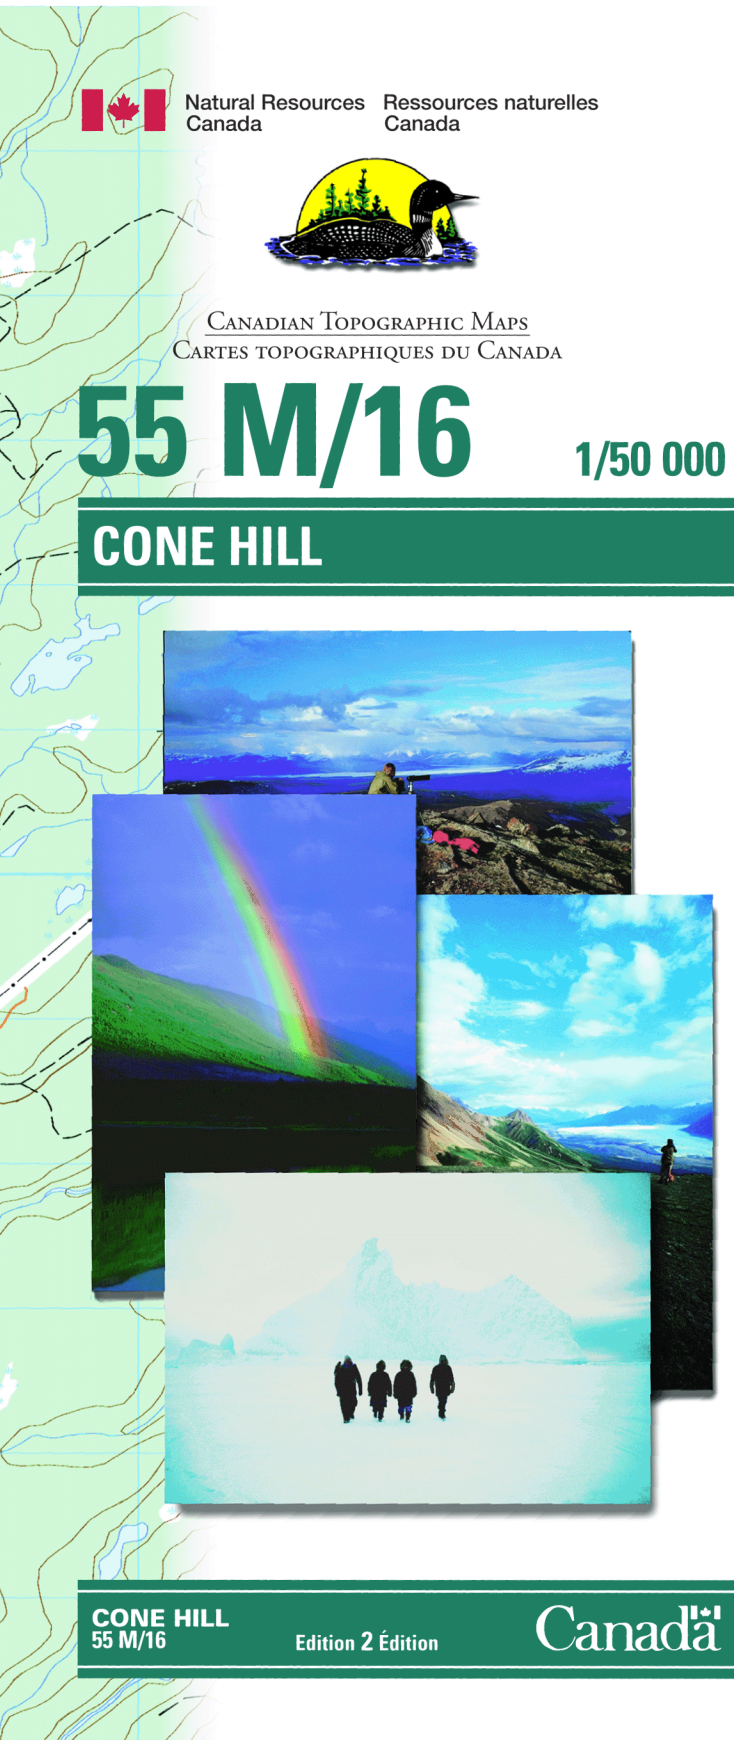 Natural Resources Canada
Ressources naturelles Canada
CANADIAN TOPOGRAPHIC MAPS
CARTES TOPOGRAPHIQUES DU CANADA
55 M/16
1/50 000
CONE HILL
CONE HILL
55 M/16
Edition 2 Édition
Canada